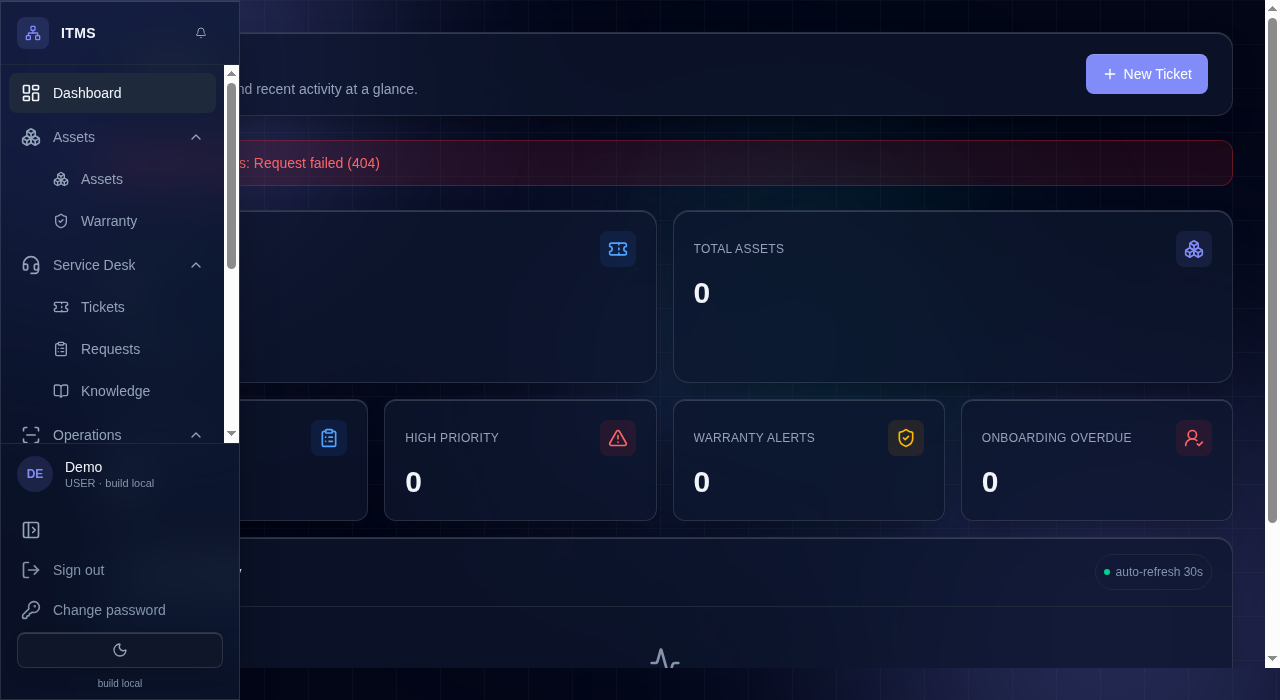 ITMS
Dashboard
Assets
Assets
Warranty
Service Desk
Tickets
Requests
Knowledge
Operations
DE
Demo
USER · build local
Sign out
Change password
build local
recent activity at a glance.
New Ticket
Request failed (404)
TOTAL ASSETS
0
HIGH PRIORITY
0
WARRANTY ALERTS
0
ONBOARDING OVERDUE
0
auto-refresh 30s